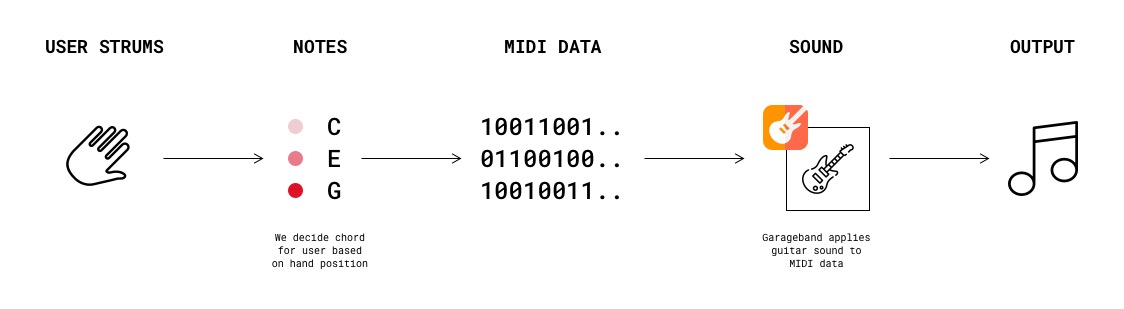 USER STRUMS
NOTES
MIDI DATA
SOUND
OUTPUT
C
E
G
10011001..
01100100..
10010011..
We decide chord
for user based
on hand position
Garageband applies
guitar sound to
MIDI data